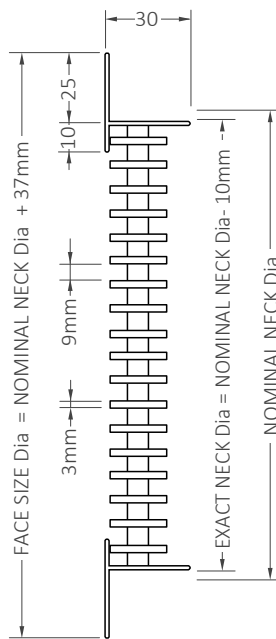 30
25
10
9mm
3mm
FACE SIZE Dia = NOMINAL NECK Dia + 37mm
EXACT NECK Dia = NOMINAL NECK Dia- 10mm -
NOMINAL NECK Dia